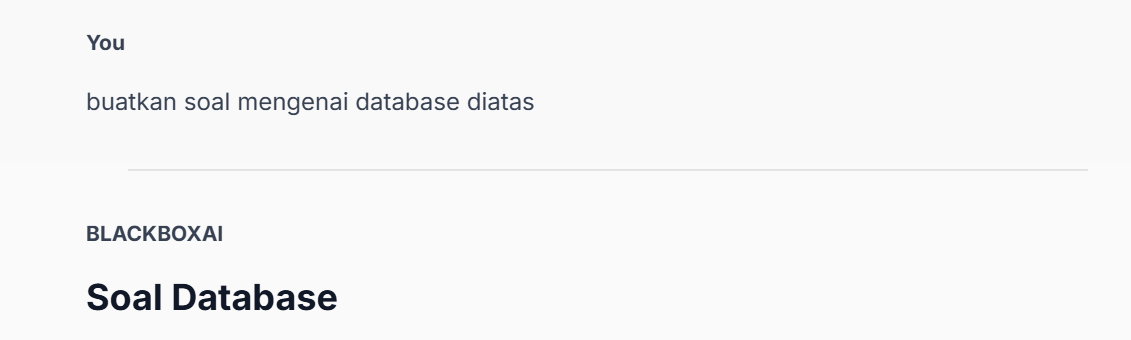 You
buatkan soal mengenai database diatas
BLACKBOXAI
Soal Database